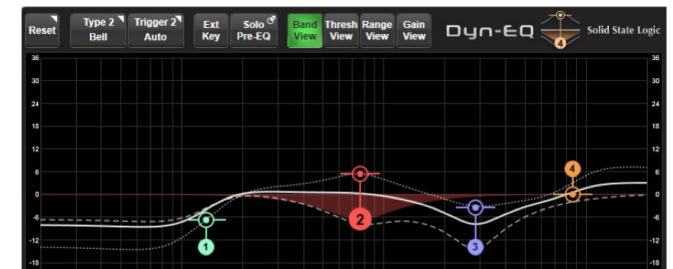 Reset
Type 2
Bell
Trigger 2
Auto
Ext
Key
Solo
Pre-EQ
Band
View
Thresh
View
Range
View
Gain
View
Dyn-EQ
4
Solid State Logic
36 36
30 30
24 24
18 18
12 12
6 6
0 0
-6 -6
-12 -12
-18 -18
1
2
3
4